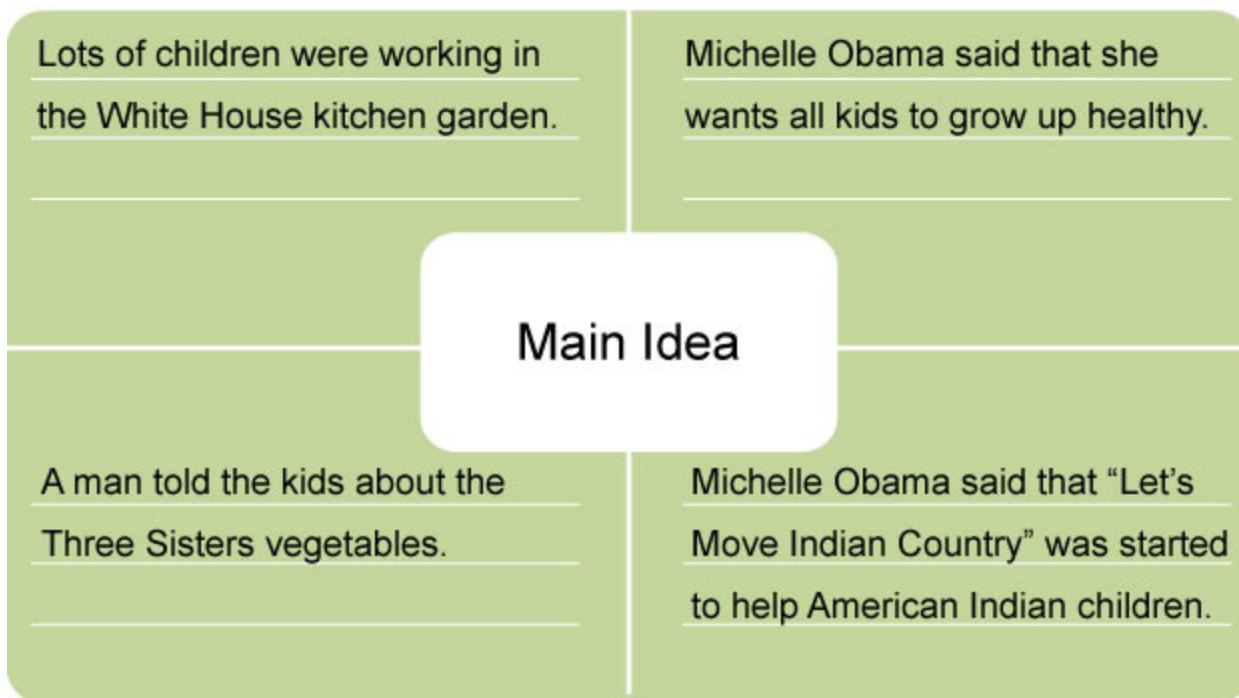 Lots of children were working in
the White House kitchen garden.
Michelle Obama said that she
wants all kids to grow up healthy.
Main Idea
A man told the kids about the
Three Sisters vegetables.
Michelle Obama said that “Let’s
Move Indian Country” was started
to help American Indian children.